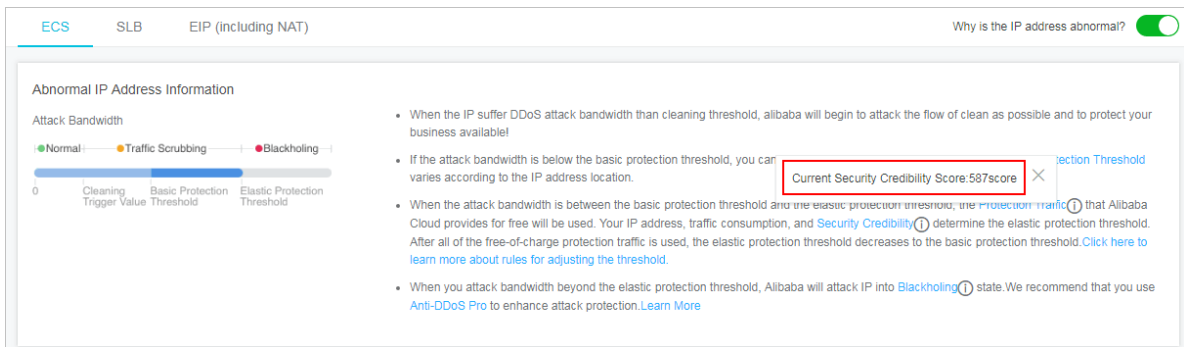 ECS SLB EIP (including NAT) Why is the IP address abnormal?
Abnormal IP Address Information
Attack Bandwidth
Normal Traffic Scrubbing Blackholing
0 Cleaning Basic Protection Elastic Protection
Trigger Value Threshold Threshold
• When the IP suffer DDoS attack bandwidth than cleaning threshold, alibaba will begin to attack the flow of clean as possible and to protect your
business available!
• If the attack bandwidth is below the basic protection threshold, you can
Current Security Credibility Score:587score
ection Threshold
varies according to the IP address location.
• When the attack bandwidth is between the basic protection threshold and the elastic protection threshold, the Protection Traffic that Alibaba
Cloud provides for free will be used. Your IP address, traffic consumption, and Security Credibility determine the elastic protection threshold.
After all of the free-of-charge protection traffic is used, the elastic protection threshold decreases to the basic protection threshold.Click here to
learn more about rules for adjusting the threshold.
• When you attack bandwidth beyond the elastic protection threshold, Alibaba will attack IP into Blackholing state.We recommend that you use
Anti-DDoS Pro to enhance attack protection.Learn More